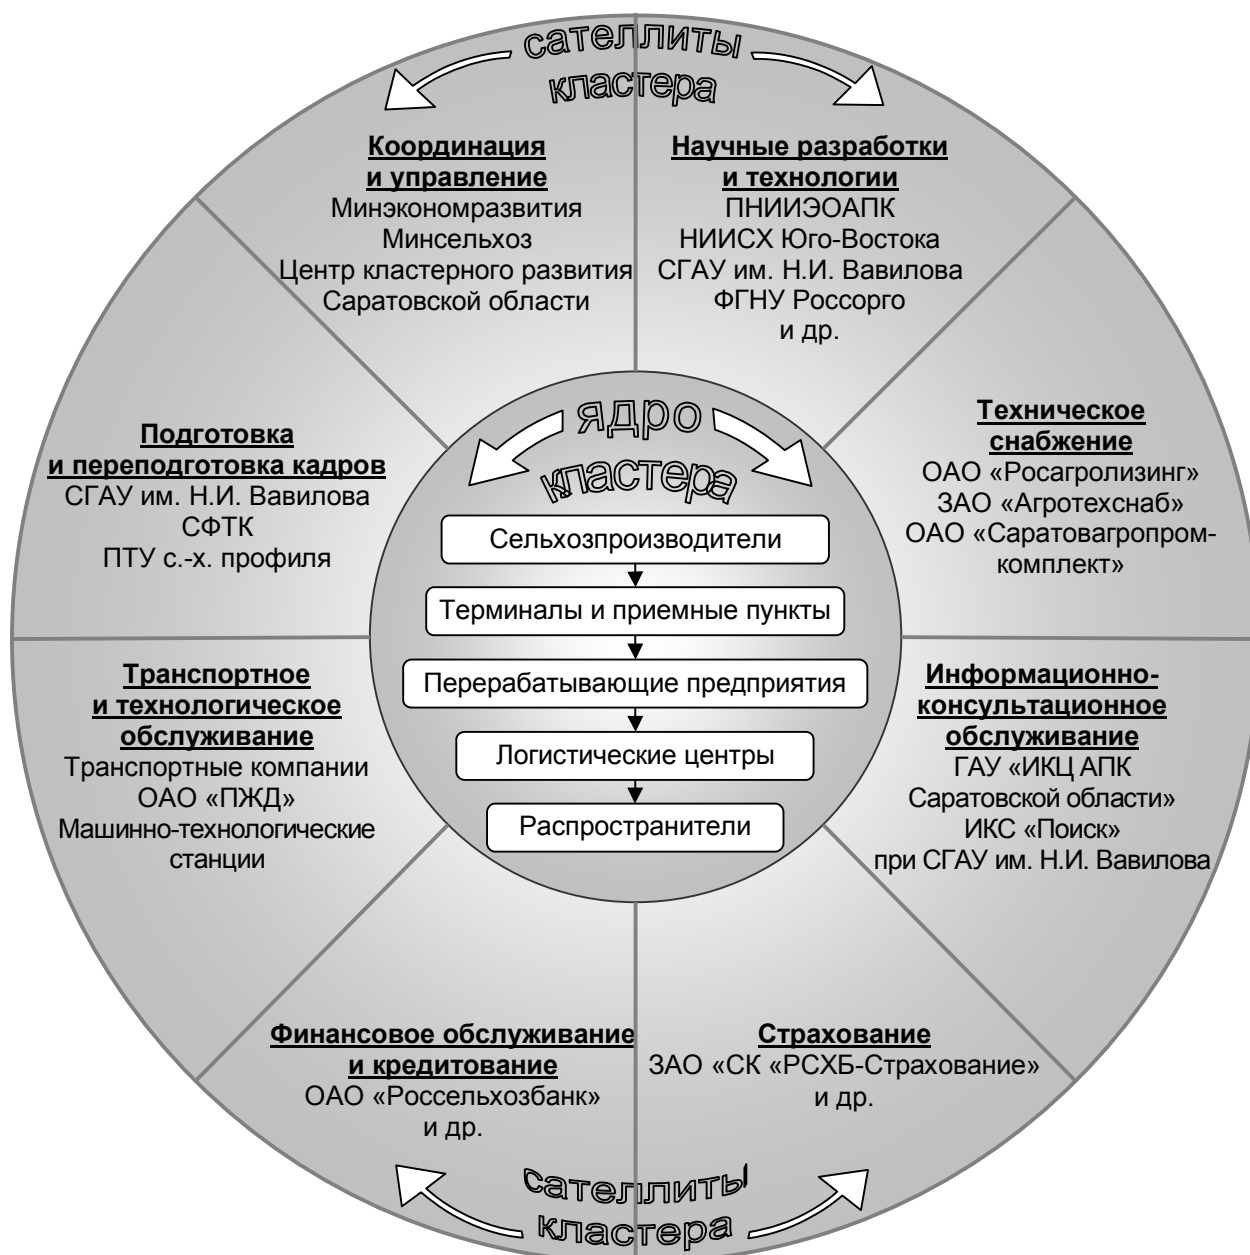 сателлиты
кластера
Координация
и управление
Минэкономразвития
Минсельхоз
Центр кластерного развития
Саратовской области
Научные разработки
и технологии
ПНИИЭОАПК
НИИСХ Юго-Востока
СГАУ им. Н.И. Вавилова
ФГНУ Россорго
и др.
Подготовка
и переподготовка кадров
СГАУ им. Н.И. Вавилова
СФТК
ПТУ с.-х. профиля
ядро
кластера
Сельхозпроизводители
Терминалы и приемные пункты
Перерабатывающие предприятия
Логистические центры
Распространители
Техническое
снабжение
ОАО «Росагролизинг»
ЗАО «Агротехснаб»
ОАО «Саратовагропром-
комплект»
Транспортное
и технологическое
обслуживание
Транспортные компании
ОАО «ПЖД»
Машинно-технологические
станции
Информационно-
консультационное
обслуживание
ГАУ «ИКЦ АПК
Саратовской области»
ИКС «Поиск»
при СГАУ им. Н.И. Вавилова
Финансовое обслуживание
и кредитование
ОАО «Россельхозбанк»
и др.
Страхование
ЗАО «СК «РСХБ-Страхование»
и др.
сателлиты
кластера